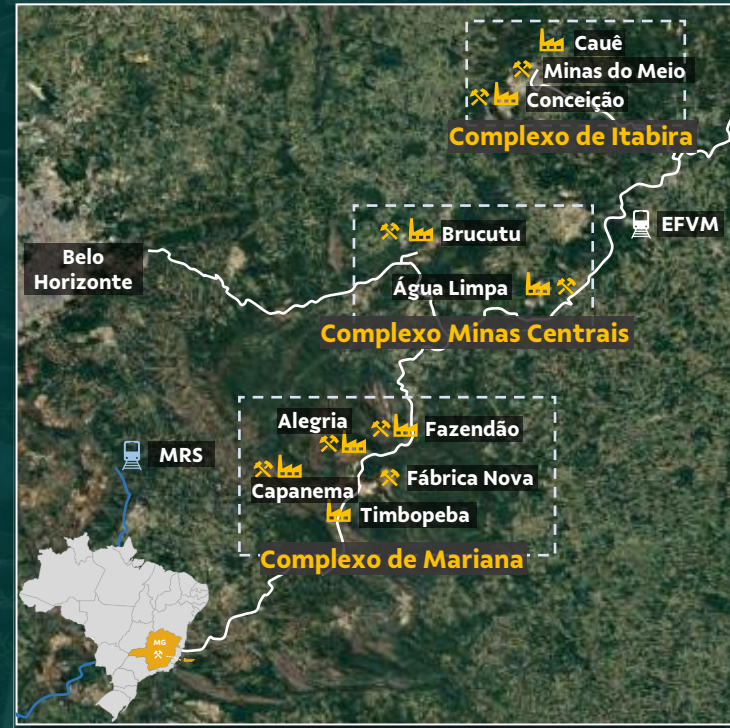 Cauê
Minas do Meio
Conceição
Complexo de Itabira
Brucutu
EFVM
Belo
Horizonte
Água Limpa
Complexo Minas Centrais
Alegria
Fazendão
MRS
Fábrica Nova
Capanema
Timbopeba
Complexo de Mariana
MG